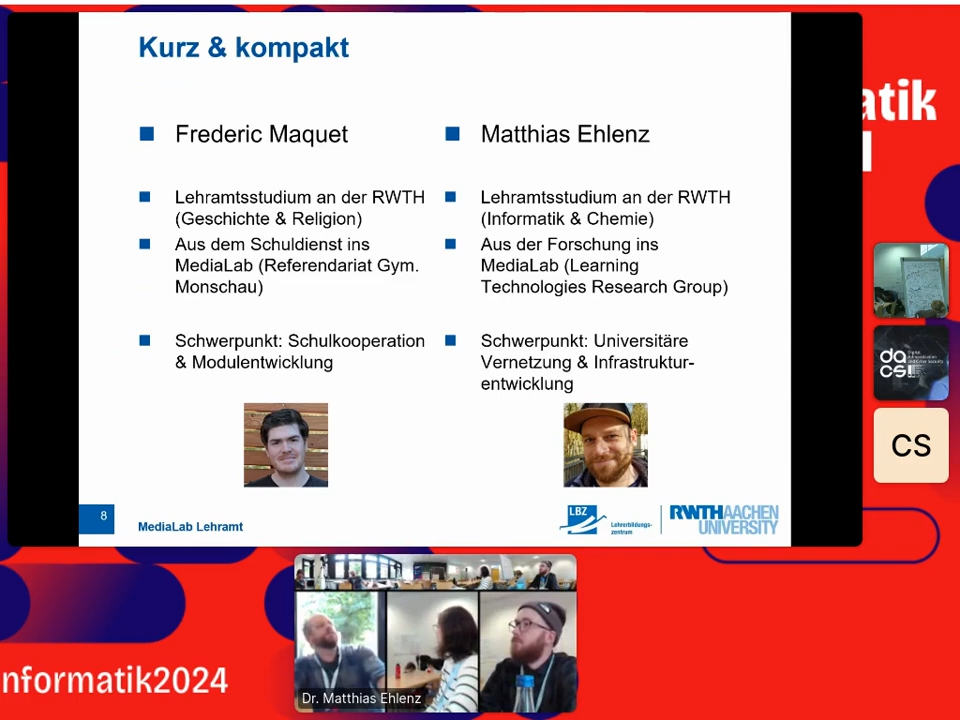 Kurz & kompakt
Frederic Maquet
Lehramtsstudium an der RWTH
(Geschichte & Religion)
Aus dem Schuldienst ins
MediaLab (Referendariat Gym.
Monschau)
Schwerpunkt: Schulkooperation
& Modulentwicklung
Matthias Ehlenz
Lehramtsstudium an der RWTH
(Informatik & Chemie)
Aus der Forschung ins
MediaLab (Learning
Technologies Research Group)
Schwerpunkt: Universitäre
Vernetzung & Infrastruktur-
entwicklung
8
MediaLab Lehramt
LBZ
Lehrerbildungs-
zentrum
RWTH AACHEN
UNIVERSITY
atik
dacs
CS
Dr. Matthias Ehlenz
nformatik2024